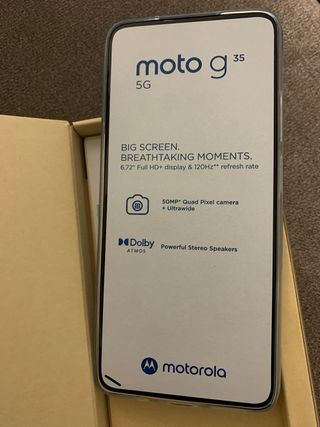 moto g 35
5G
BIG SCREEN.
BREATHTAKING MOMENTS.
6.72" Full HD+ display & 120Hz** refresh rate
50MP* Quad Pixel camera
+ Ultrawide
Dolby
ATMOS
Powerful Stereo Speakers
motorola